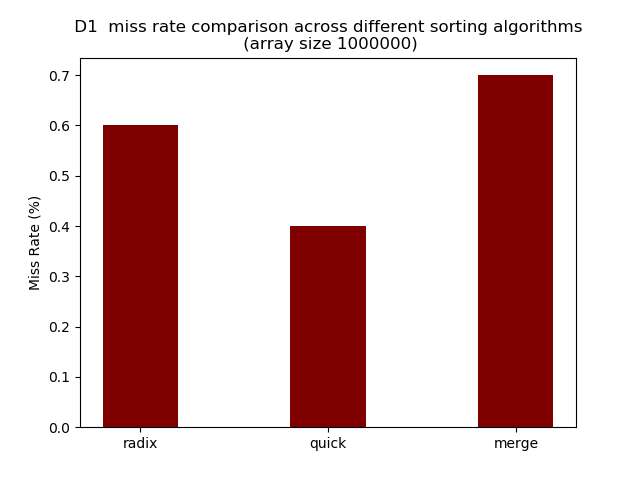 D1  miss rate comparison across different sorting algorithms
(array size 1000000)
Miss Rate (%)
0.7
0.6
0.5
0.4
0.3
0.2
0.1
0.0
radix
quick
merge